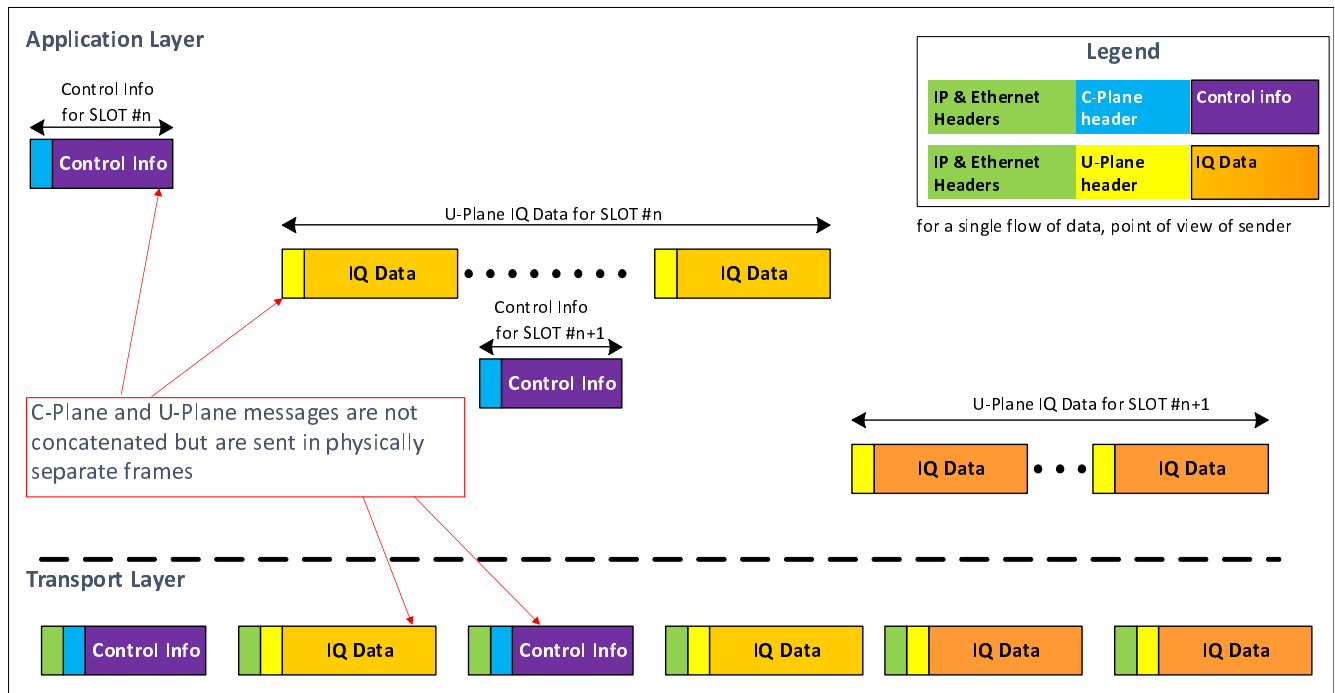 Application Layer
Control Info
for SLOT #n
Control Info
Legend
IP & Ethernet
Headers
C-Plane
header
Control info
IP & Ethernet
Headers
U-Plane
header
IQ Data
for a single flow of data, point of view of sender
U-Plane IQ Data for SLOT #n
IQ Data
IQ Data
Control Info
for SLOT #n+1
Control Info
C-Plane and U-Plane messages are not
concatenated but are sent in physically
separate frames
U-Plane IQ Data for SLOT #n+1
IQ Data
IQ Data
Transport Layer
Control Info
IQ Data
Control Info
IQ Data
IQ Data
IQ Data